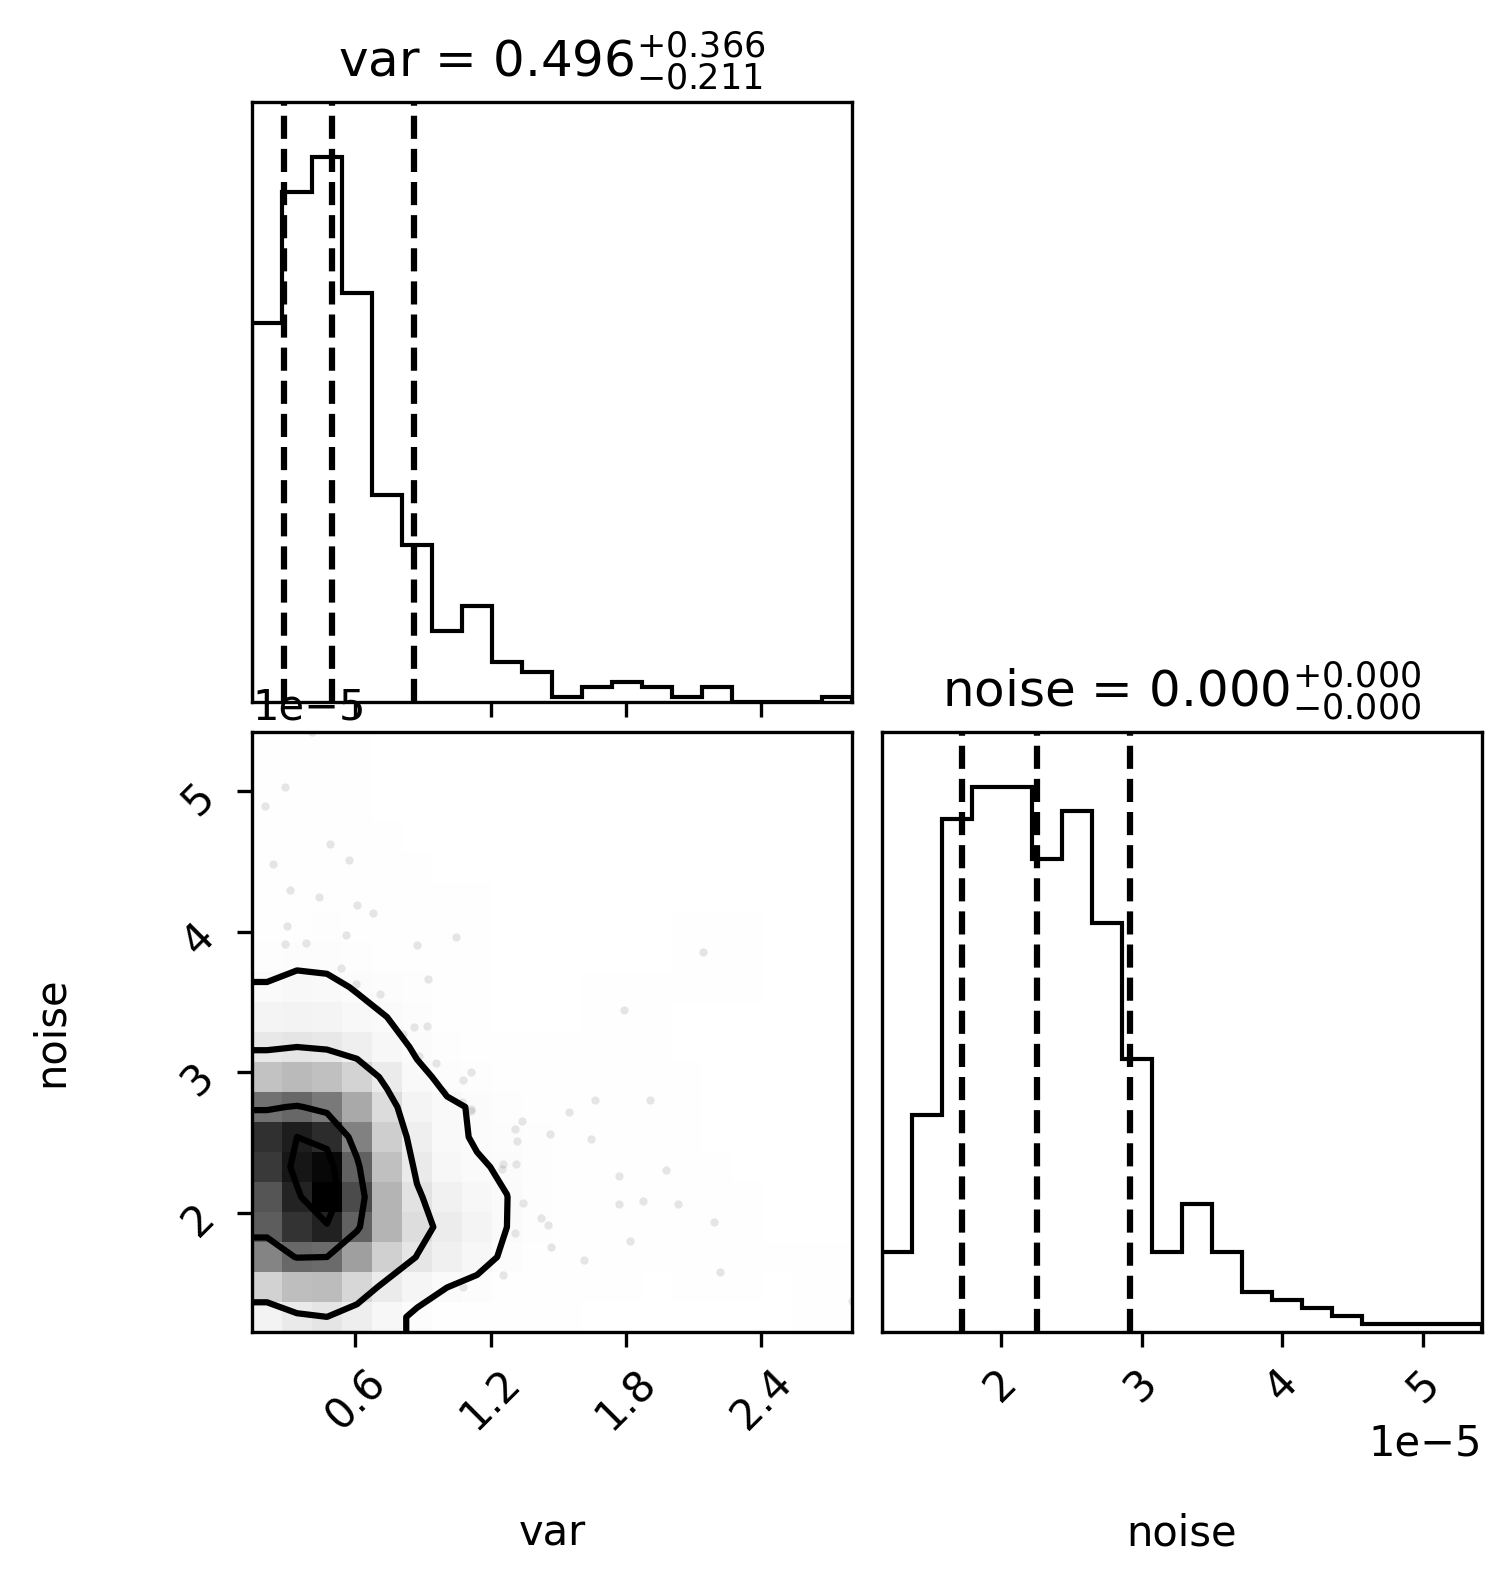 var = 0.496+0.366−0.211
noise = 0.000+0.000−0.000
1e−5
5
4
3
2
noise
0.6 1.2 1.8 2.4
2 3 4 5
1e−5
var
noise